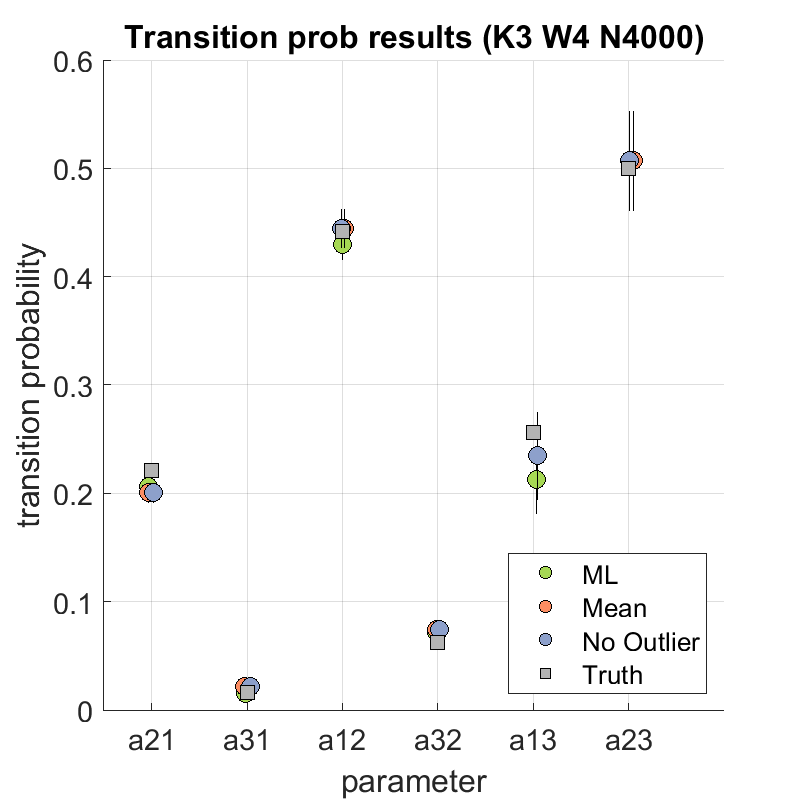 Transition prob results (K3 W4 N4000)
0.6
0.5
0.4
0.3
0.2
0.1
0
transition probability
ML
Mean
No Outlier
Truth
a21 a31 a12 a32 a13 a23
parameter